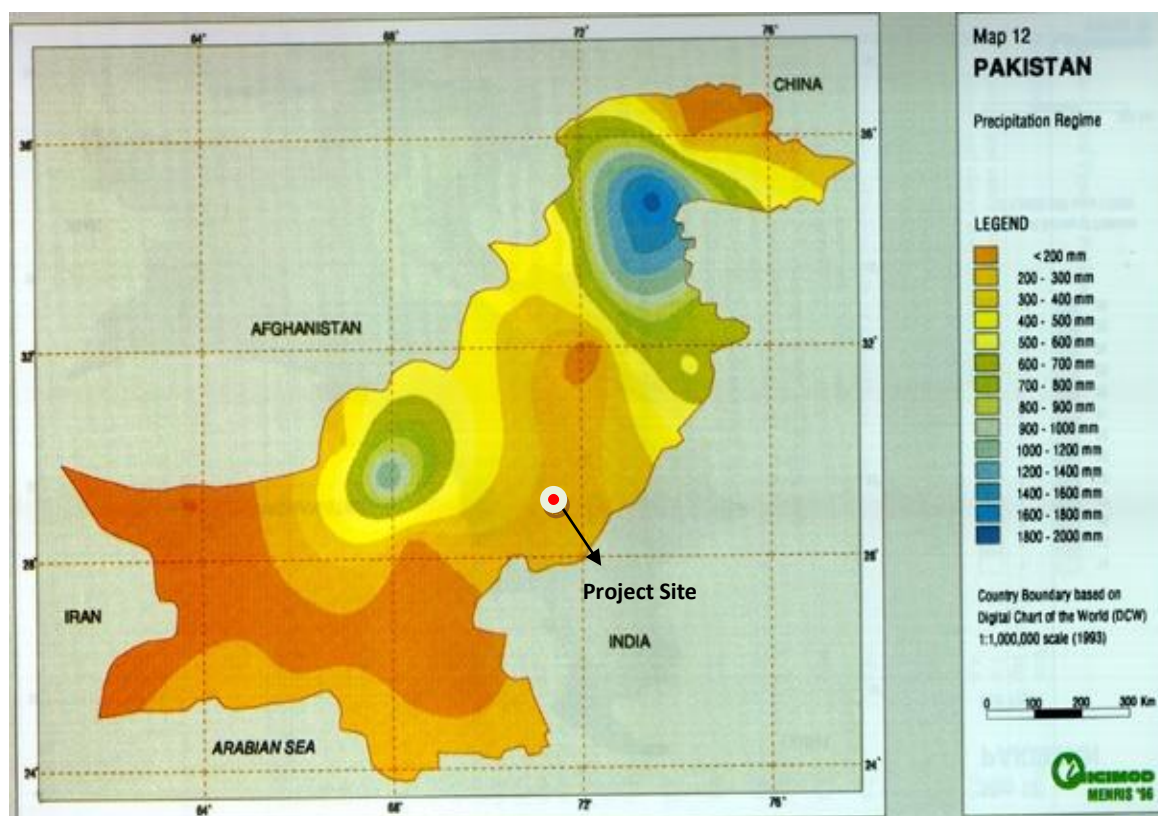 Map 12
PAKISTAN
Precipitation Regime
64° 68° 72° 76°
CHINA
36° 36°
AFGHANISTAN
32° 32°
28° 28°
Project Site
IRAN
INDIA
ARABIAN SEA
24° 24°
64° 68° 72° 76°
LEGEND
< 200 mm
200 - 300 mm
300 - 400 mm
400 - 500 mm
500 - 600 mm
600 - 700 mm
700 - 800 mm
800 - 900 mm
900 - 1000 mm
1000 - 1200 mm
1200 - 1400 mm
1400 - 1600 mm
1600 - 1800 mm
1800 - 2000 mm
Country Boundary based on
Digital Chart of the World (DCW)
1:1,000,000 scale (1993)
0 100 200 300 Km
ICIMOD
MENRIS '96